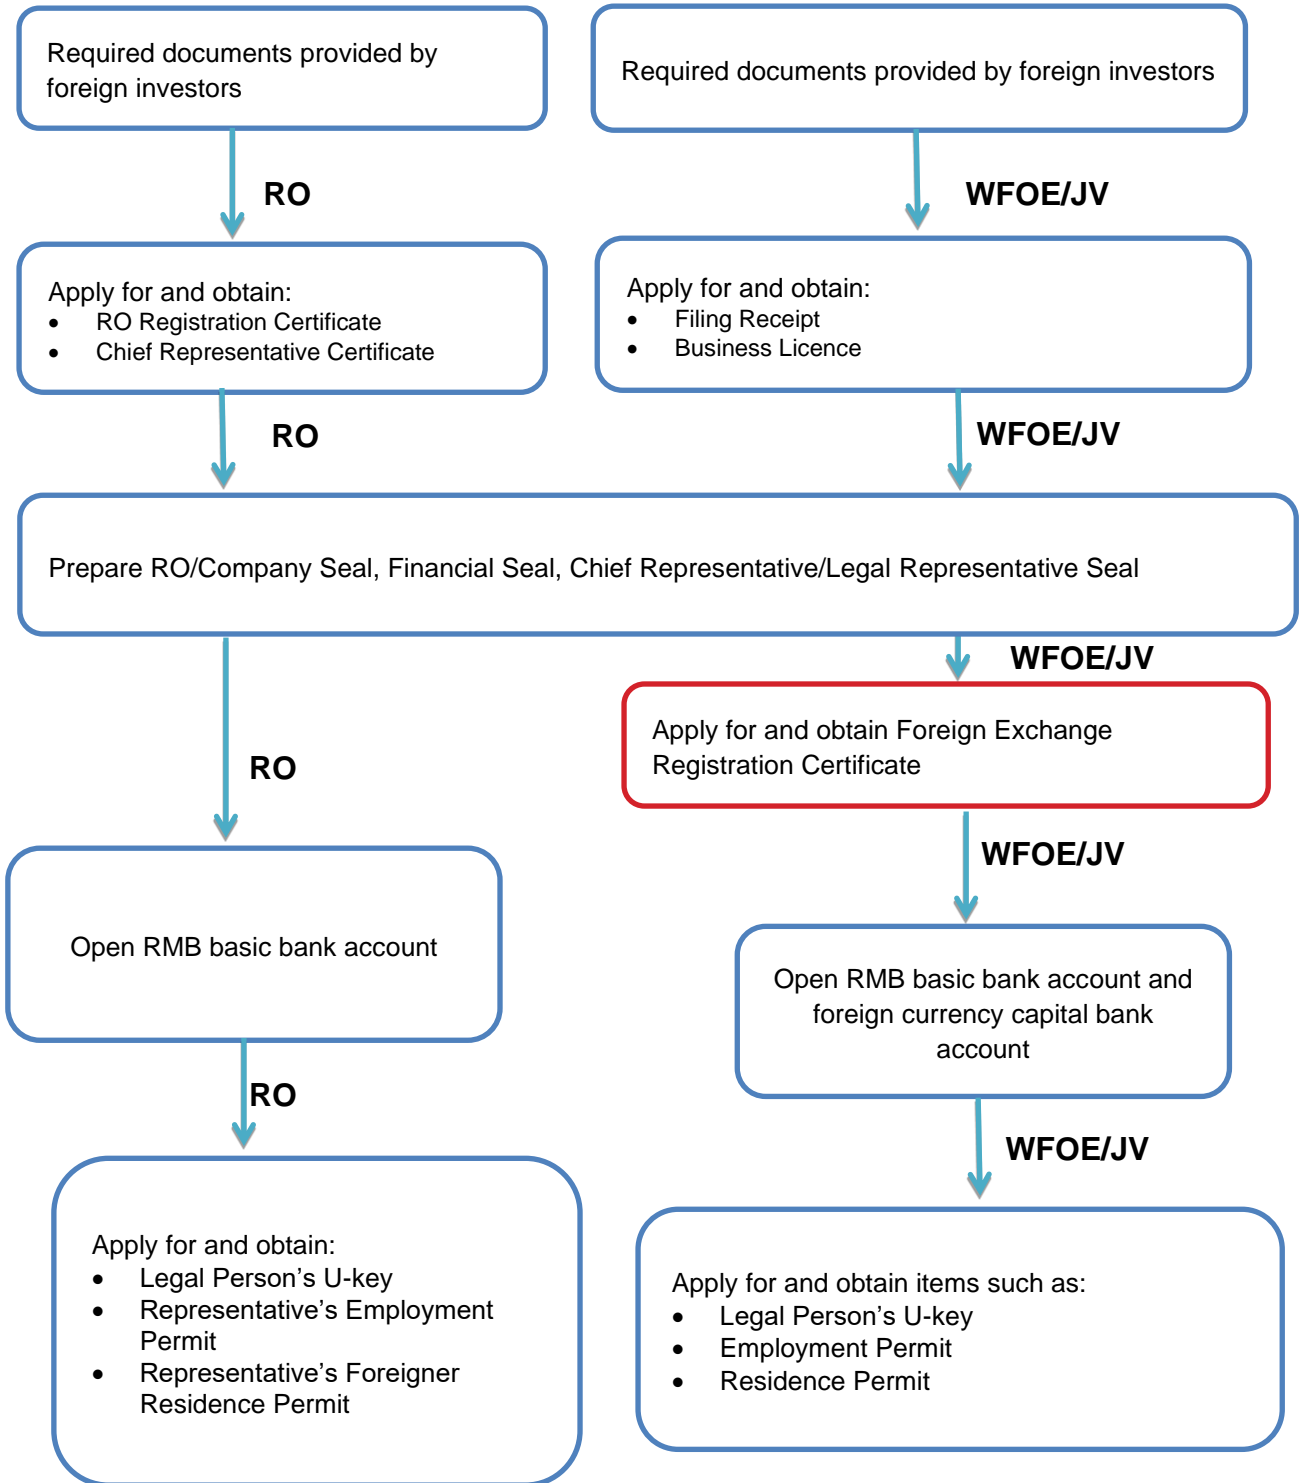 Required documents provided by
foreign investors
Required documents provided by foreign investors
RO
WFOE/JV
Apply for and obtain:
• RO Registration Certificate
• Chief Representative Certificate
Apply for and obtain:
• Filing Receipt
• Business Licence
RO
WFOE/JV
Prepare RO/Company Seal, Financial Seal, Chief Representative/Legal Representative Seal
WFOE/JV
Apply for and obtain Foreign Exchange
Registration Certificate
RO
WFOE/JV
Open RMB basic bank account
Open RMB basic bank account and
foreign currency capital bank
account
RO
WFOE/JV
Apply for and obtain:
• Legal Person’s U-key
• Representative’s Employment
Permit
• Representative’s Foreigner
Residence Permit
Apply for and obtain items such as:
• Legal Person’s U-key
• Employment Permit
• Residence Permit